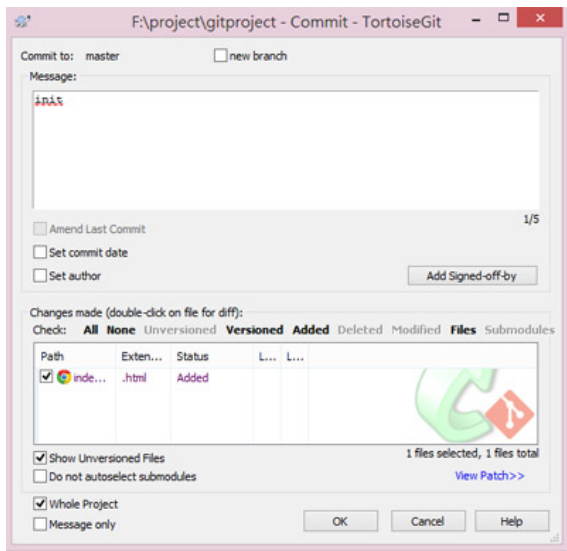 F:\project\gitproject - Commit - TortoiseGit
Commit to: master new branch
Message:
init
1/5
Amend Last Commit
Set commit date
Set author
Add Signed-off-by
Changes made (double-click on file for diff):
Check: All None Unversioned Versioned Added Deleted Modified Files Submodules
Path Exten... Status L... L...
inde... .html Added
1 files selected, 1 files total
Show Unversioned Files
Do not autoselect submodules
View Patch>>
Whole Project
Message only
OK Cancel Help